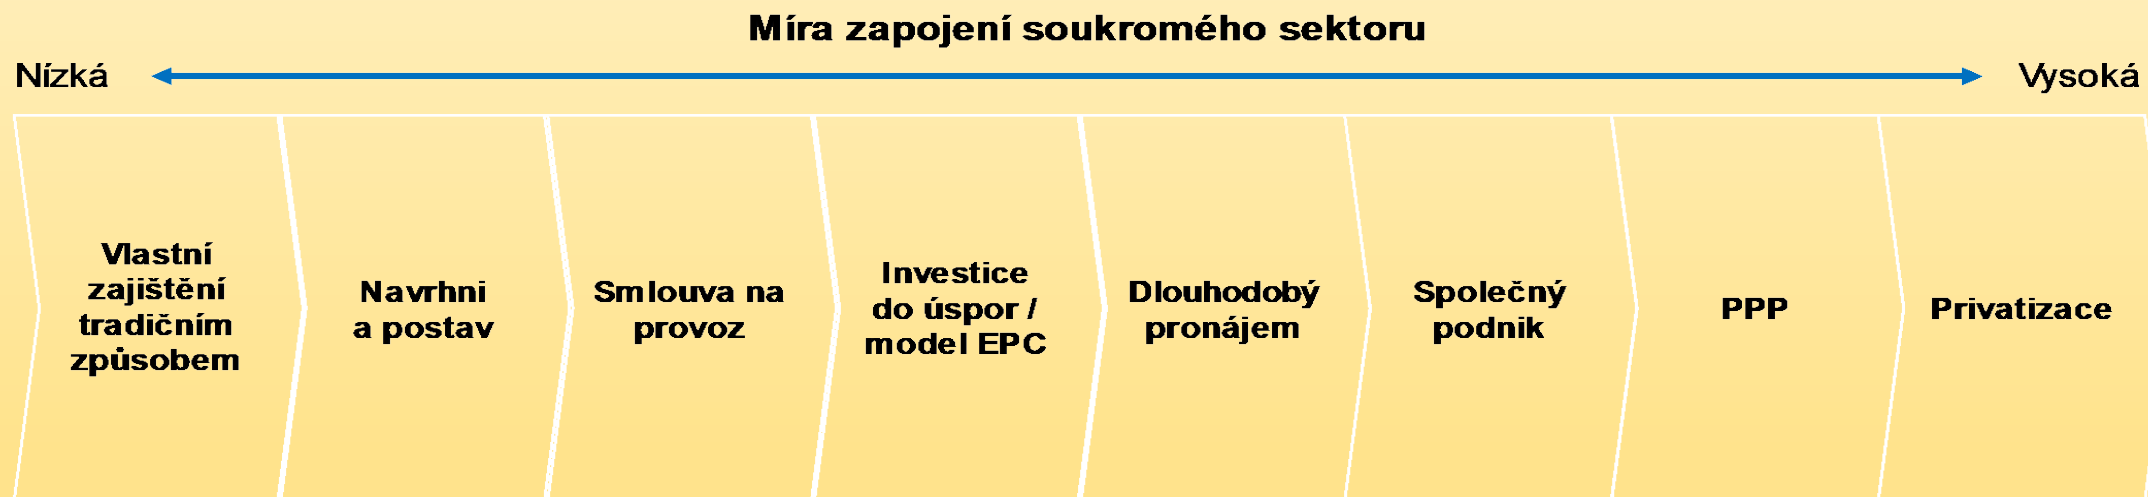 Míra zapojení soukromého sektoru
Nízká
Vysoká
Vlastní
zajištění
tradičním
způsobem
Navrhni
a postav
Smlouva na
provoz
Investice
do úspor /
model EPC
Dlouhodobý
pronájem
Společný
podnik
PPP
Privatizace